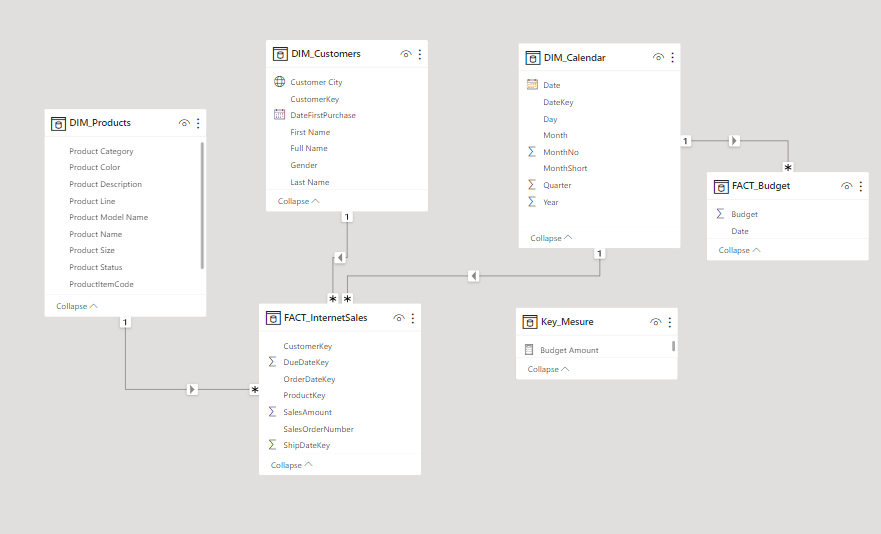 DIM_Products
Product Category
Product Color
Product Description
Product Line
Product Model Name
Product Name
Product Size
Product Status
ProductItemCode
Collapse
1
*
DIM_Customers
Customer City
CustomerKey
DateFirstPurchase
First Name
Full Name
Gender
Last Name
Collapse
1
*
DIM_Calendar
Date
DateKey
Day
Month
MonthNo
MonthShort
Quarter
Year
Collapse
1
*
1
*
FACT_Budget
Budget
Date
Collapse
FACT_InternetSales
CustomerKey
DueDateKey
OrderDateKey
ProductKey
SalesAmount
SalesOrderNumber
ShipDateKey
Collapse
Key_Mesure
Budget Amount
Collapse